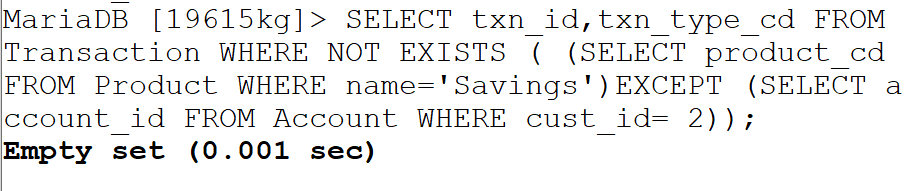 MariaDB [19615kg]> SELECT txn_id,txn_type_cd FROM
Transaction WHERE NOT EXISTS ( (SELECT product_cd
FROM Product WHERE name='Savings')EXCEPT (SELECT a
ccount_id FROM Account WHERE cust_id= 2));
Empty set (0.001 sec)